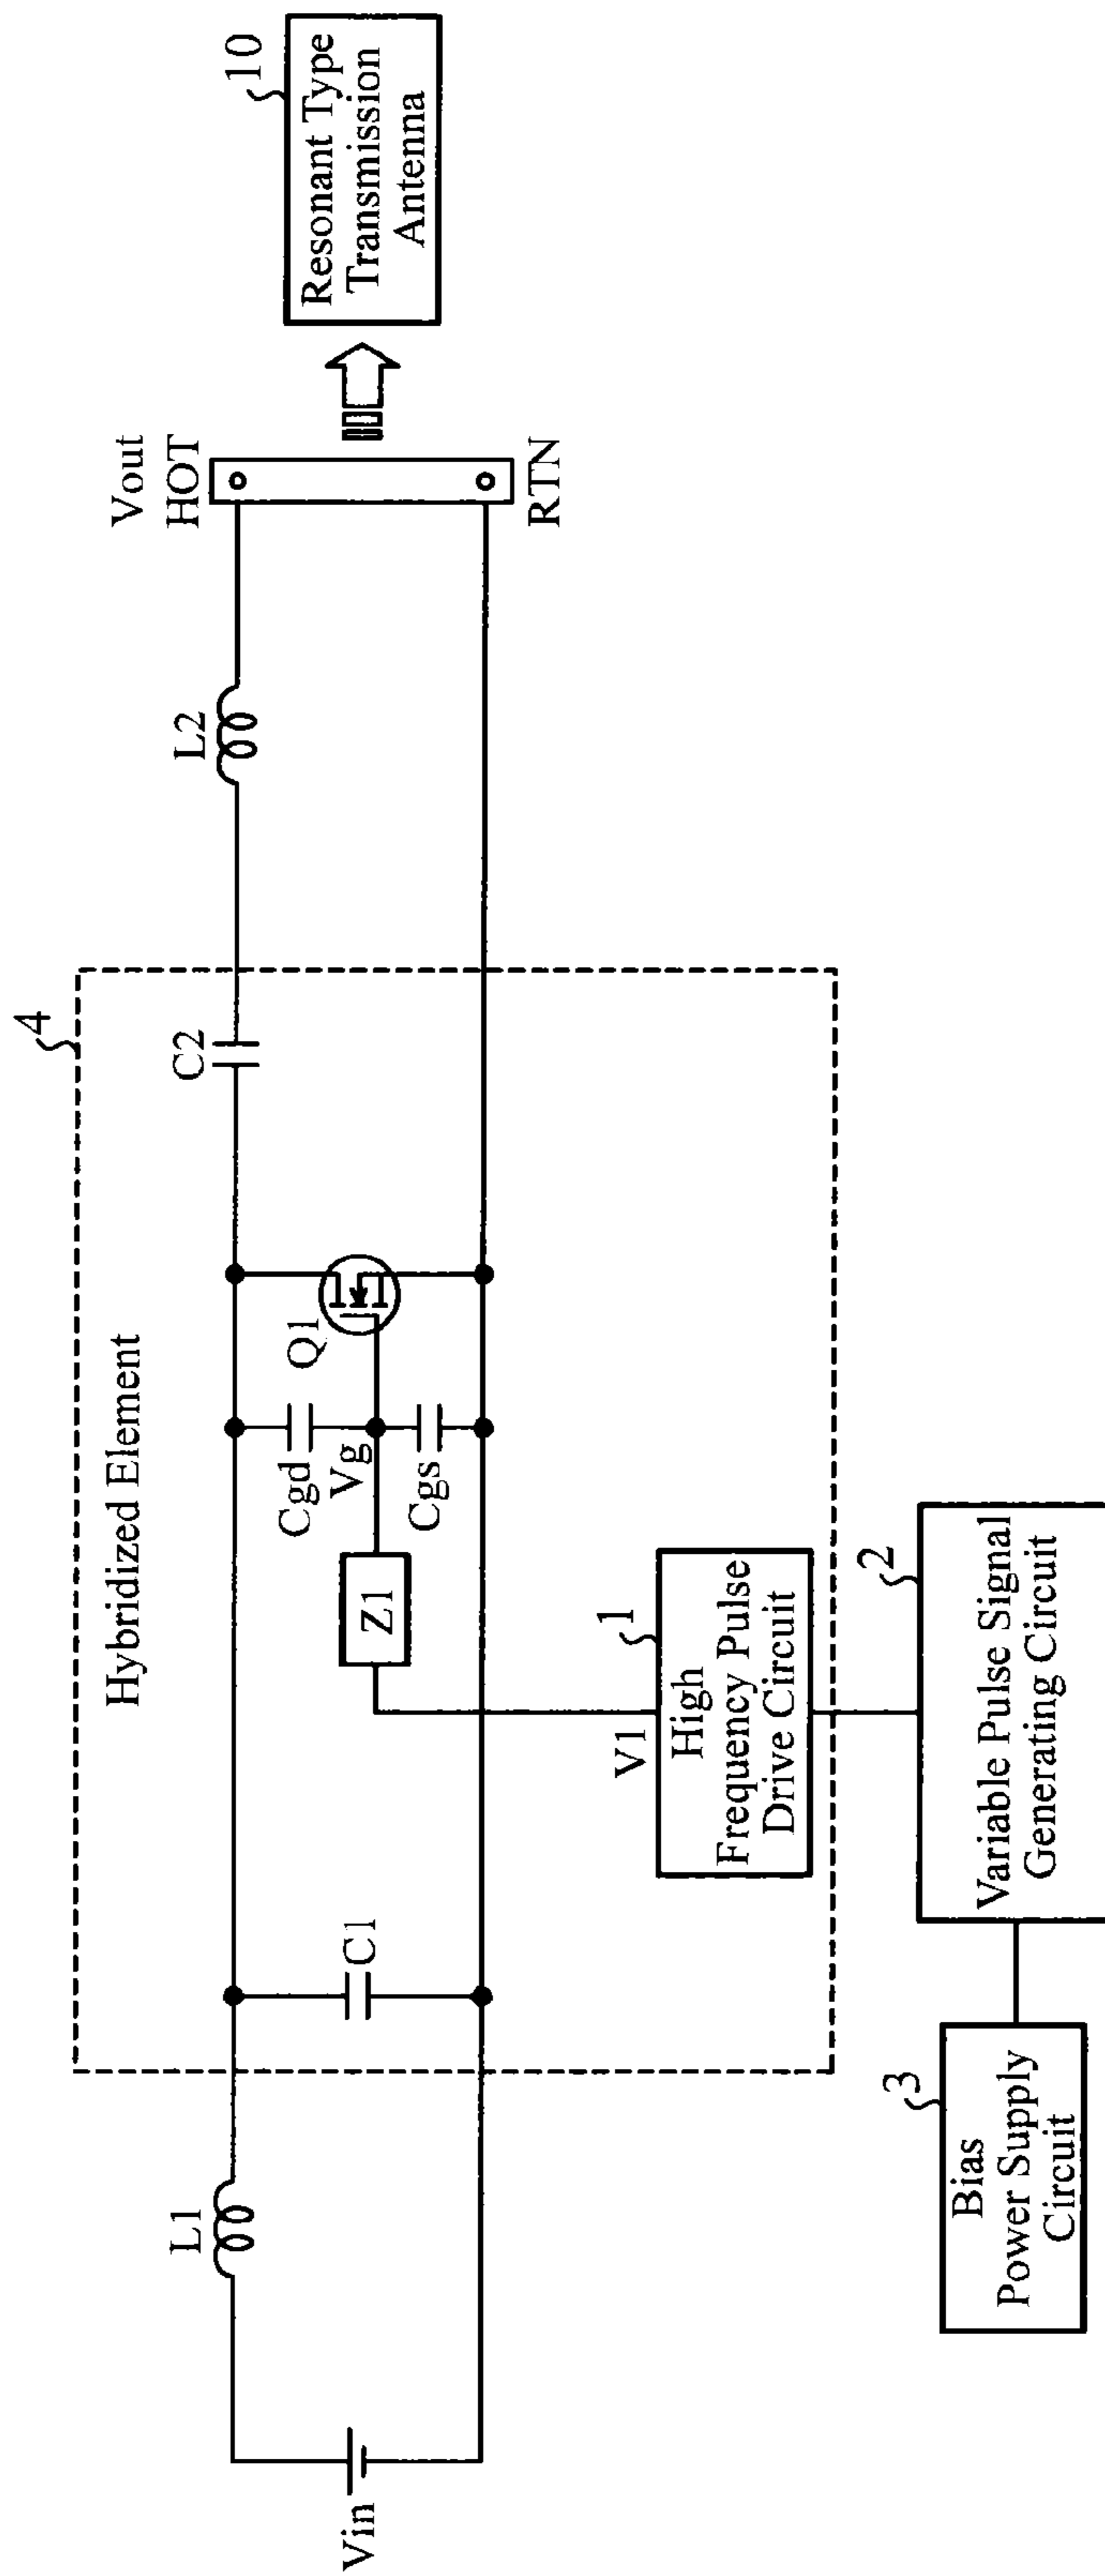 4
Hybridized Element
Vin
L1
C1
Z1
Cgd
Vg
Cgs
Q1
C2
L2
Vout
HOT
RTN
10
Resonant Type
Transmission
Antenna
V1
1
High
Frequency Pulse
Drive Circuit
2
Variable Pulse Signal
Generating Circuit
3
Bias
Power Supply
Circuit